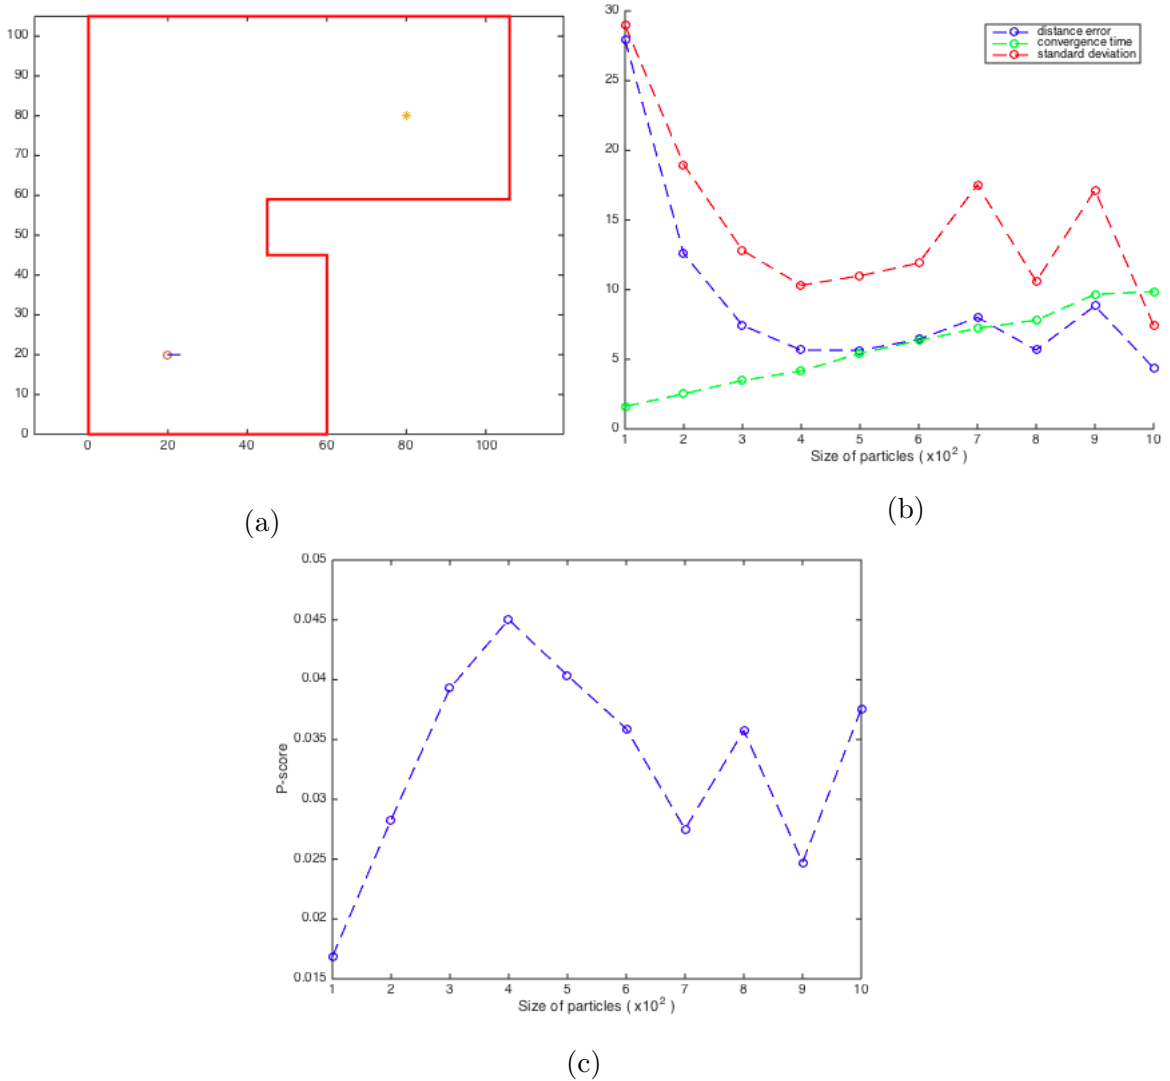 100
90
80
70
60
50
40
30
20
10
0
0 20 40 60 80 100
(a)
30
25
20
15
10
5
0
distance error
convergence time
standard deviation
1 2 3 4 5 6 7 8 9 10
Size of particles ( x10² )
(b)
0.05
0.045
0.04
0.035
0.03
0.025
0.02
0.015
P-score
1 2 3 4 5 6 7 8 9 10
Size of particles ( x10² )
(c)